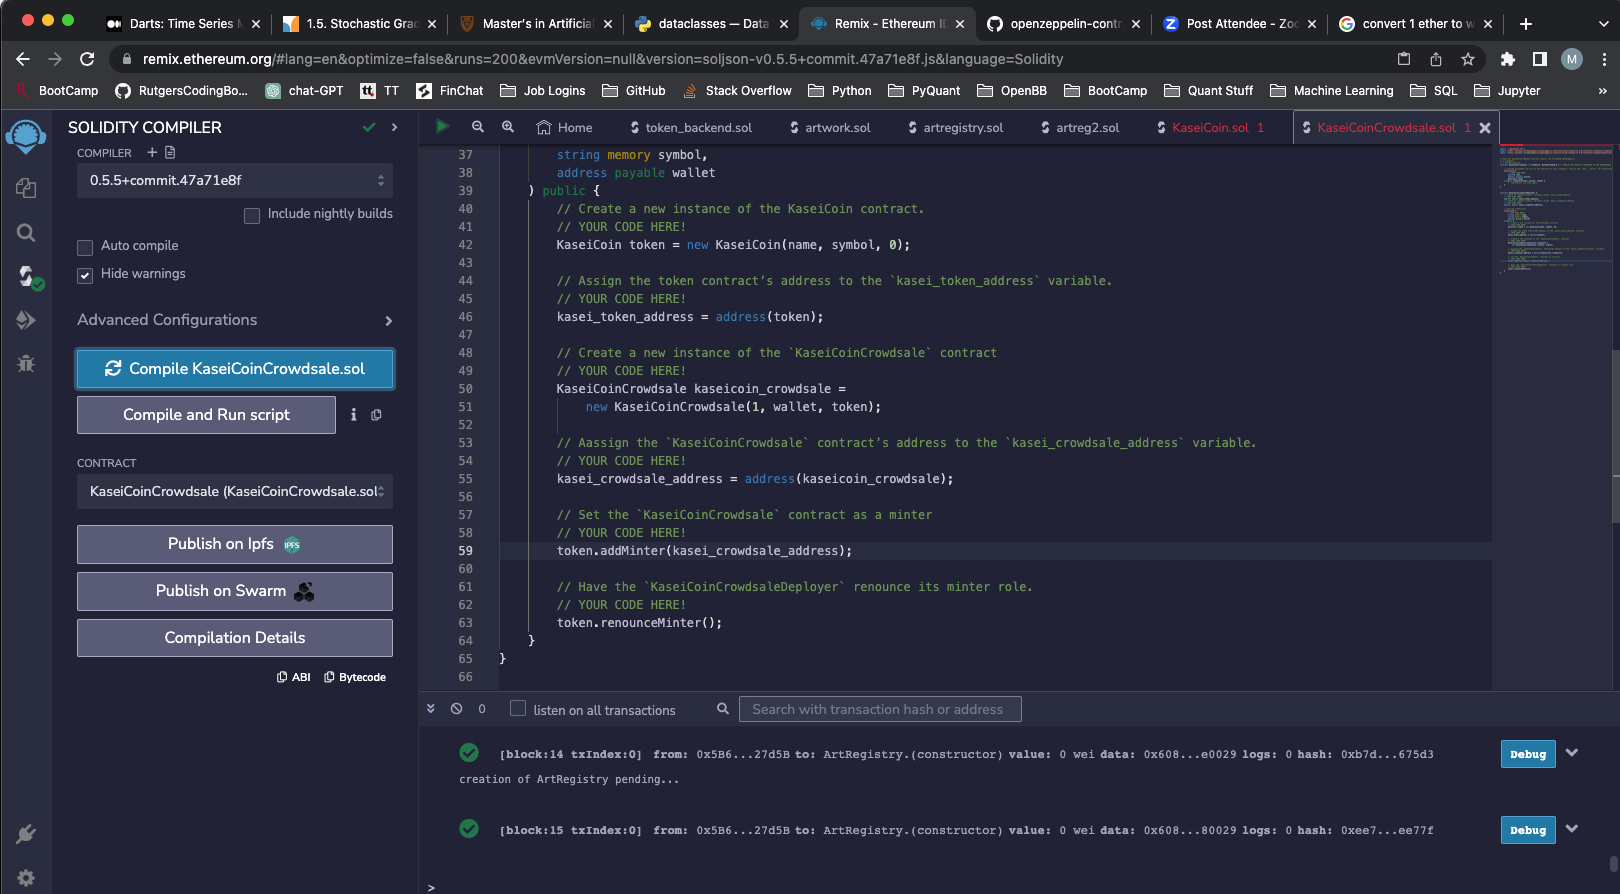 Darts: Time Series M
1.5. Stochastic Grad
Master's in Artificial
dataclasses — Data
Remix - Ethereum ID
openzeppelin-contr
Post Attendee - Zoo
convert 1 ether to w
remix.ethereum.org/#lang=en&optimize=false&runs=200&evmVersion=null&version=soljson-v0.5.5+commit.47a71e8f.js&language=Solidity
M
BootCamp
RutgersCodingBo...
chat-GPT
tt. TT
FinChat
Job Logins
GitHub
Stack Overflow
Python
PyQuant
OpenBB
BootCamp
Quant Stuff
Machine Learning
SQL
Jupyter
SOLIDITY COMPILER
COMPILER
0.5.5+commit.47a71e8f
Include nightly builds
Auto compile
Hide warnings
Advanced Configurations
Compile KaseiCoinCrowdsale.sol
Compile and Run script
CONTRACT
KaseiCoinCrowdsale (KaseiCoinCrowdsale.sol
Publish on Ipfs IPFS
Publish on Swarm
Compilation Details
ABI
Bytecode
Home
token_backend.sol
artwork.sol
artregistry.sol
artreg2.sol
KaseiCoin.sol 1
KaseiCoinCrowdsale.sol 1
37 string memory symbol,
38 address payable wallet
39 ) public {
40 // Create a new instance of the KaseiCoin contract.
41 // YOUR CODE HERE!
42 KaseiCoin token = new KaseiCoin(name, symbol, 0);
43
44 // Assign the token contract’s address to the `kasei_token_address` variable.
45 // YOUR CODE HERE!
46 kasei_token_address = address(token);
47
48 // Create a new instance of the `KaseiCoinCrowdsale` contract
49 // YOUR CODE HERE!
50 KaseiCoinCrowdsale kaseicoin_crowdsale =
51 new KaseiCoinCrowdsale(1, wallet, token);
52
53 // Aassign the `KaseiCoinCrowdsale` contract’s address to the `kasei_crowdsale_address` variable.
54 // YOUR CODE HERE!
55 kasei_crowdsale_address = address(kaseicoin_crowdsale);
56
57 // Set the `KaseiCoinCrowdsale` contract as a minter
58 // YOUR CODE HERE!
59 token.addMinter(kasei_crowdsale_address);
60
61 // Have the `KaseiCoinCrowdsaleDeployer` renounce its minter role.
62 // YOUR CODE HERE!
63 token.renounceMinter();
64 }
65 }
66
0
listen on all transactions
Search with transaction hash or address
[block:14 txIndex:0] from: 0x5B6...27d5B to: ArtRegistry.(constructor) value: 0 wei data: 0x608...e0029 logs: 0 hash: 0xb7d...675d3
Debug
creation of ArtRegistry pending...
[block:15 txIndex:0] from: 0x5B6...27d5B to: ArtRegistry.(constructor) value: 0 wei data: 0x608...80029 logs: 0 hash: 0xee7...ee77f
Debug
>